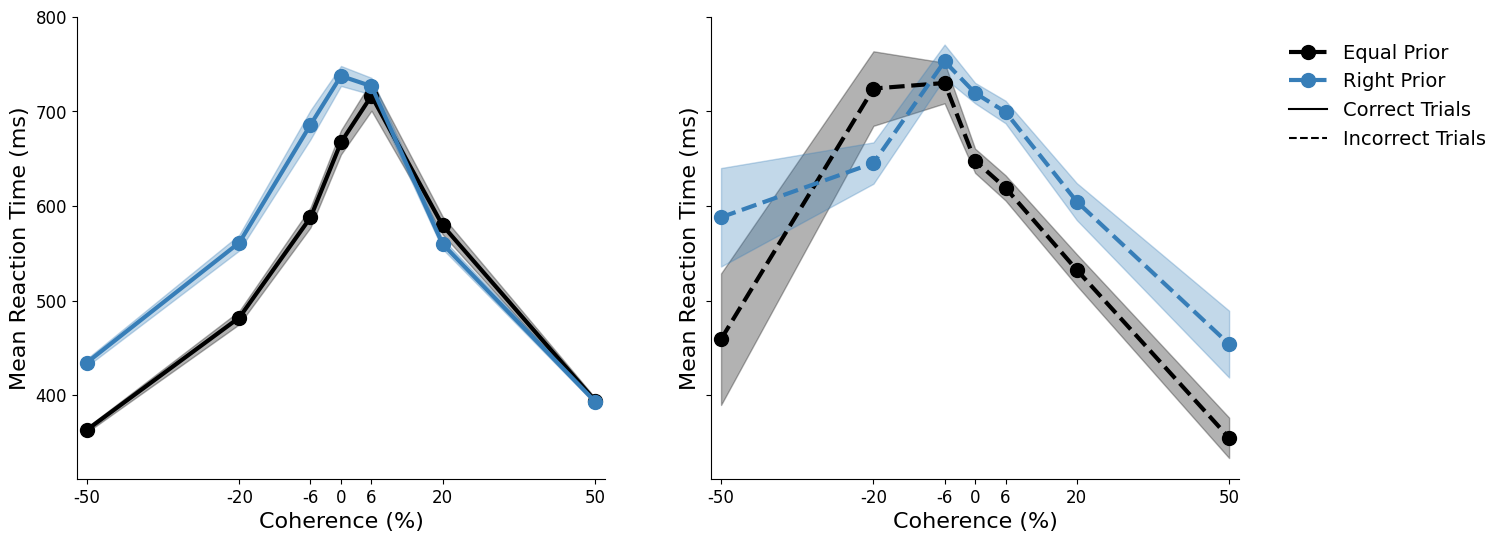 800
700
600
500
400
Mean Reaction Time (ms)
-50 -20 -6 0 6 20 50
Coherence (%)
Mean Reaction Time (ms)
-50 -20 -6 0 6 20 50
Coherence (%)
Equal Prior
Right Prior
Correct Trials
Incorrect Trials